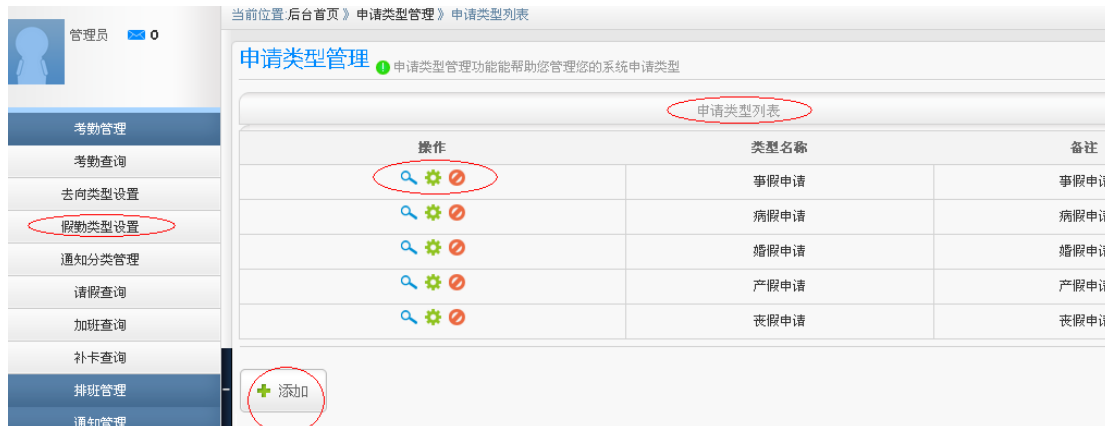 当前位置:后台首页》申请类型管理》申请类型列表
管理员 0
申请类型管理 申请类型管理功能能帮助您管理您的系统申请类型
申请类型列表
操作 类型名称 备注
事假申请 事假申
病假申请 病假申
婚假申请 婚假申
产假申请 产假申
丧假申请 丧假申
添加
考勤管理
考勤查询
去向类型设置
假勤类型设置
通知分类管理
请假查询
加班查询
补卡查询
排班管理
通知管理